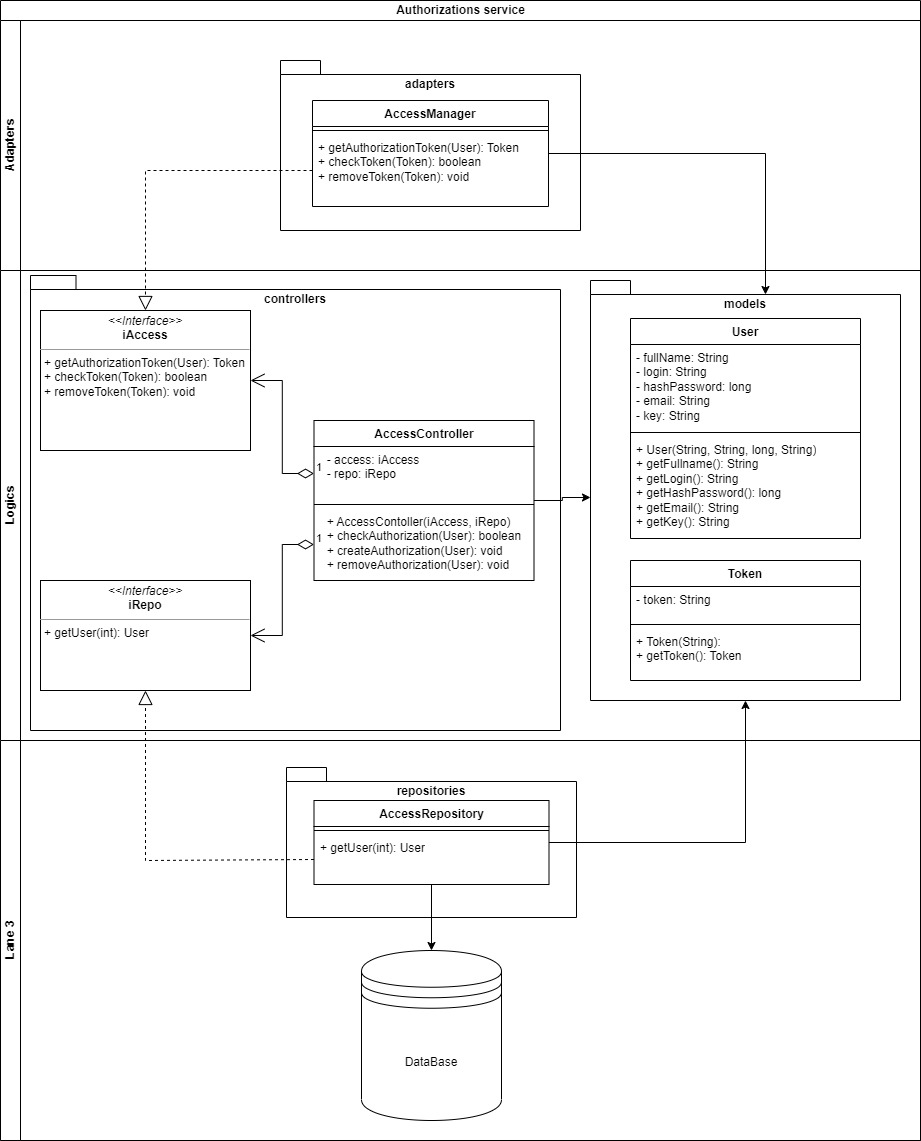 Authorizations service
Adapters
adapters
AccessManager
+ getAuthorizationToken(User): Token
+ checkToken(Token): boolean
+ removeToken(Token): void
Logics
controllers
<<Interface>>
iAccess
+ getAuthorizationToken(User): Token
+ checkToken(Token): boolean
+ removeToken(Token): void
AccessController
- access: iAccess
- repo: iRepo
+ AccessContoller(iAccess, iRepo)
+ checkAuthorization(User): boolean
+ createAuthorization(User): void
+ removeAuthorization(User): void
1
1
<<Interface>>
iRepo
+ getUser(int): User
models
User
- fullName: String
- login: String
- hashPassword: long
- email: String
- key: String
+ User(String, String, long, String)
+ getFullname(): String
+ getLogin(): String
+ getHashPassword(): long
+ getEmail(): String
+ getKey(): String
Token
- token: String
+ Token(String):
+ getToken(): Token
Lane 3
repositories
AccessRepository
+ getUser(int): User
DataBase